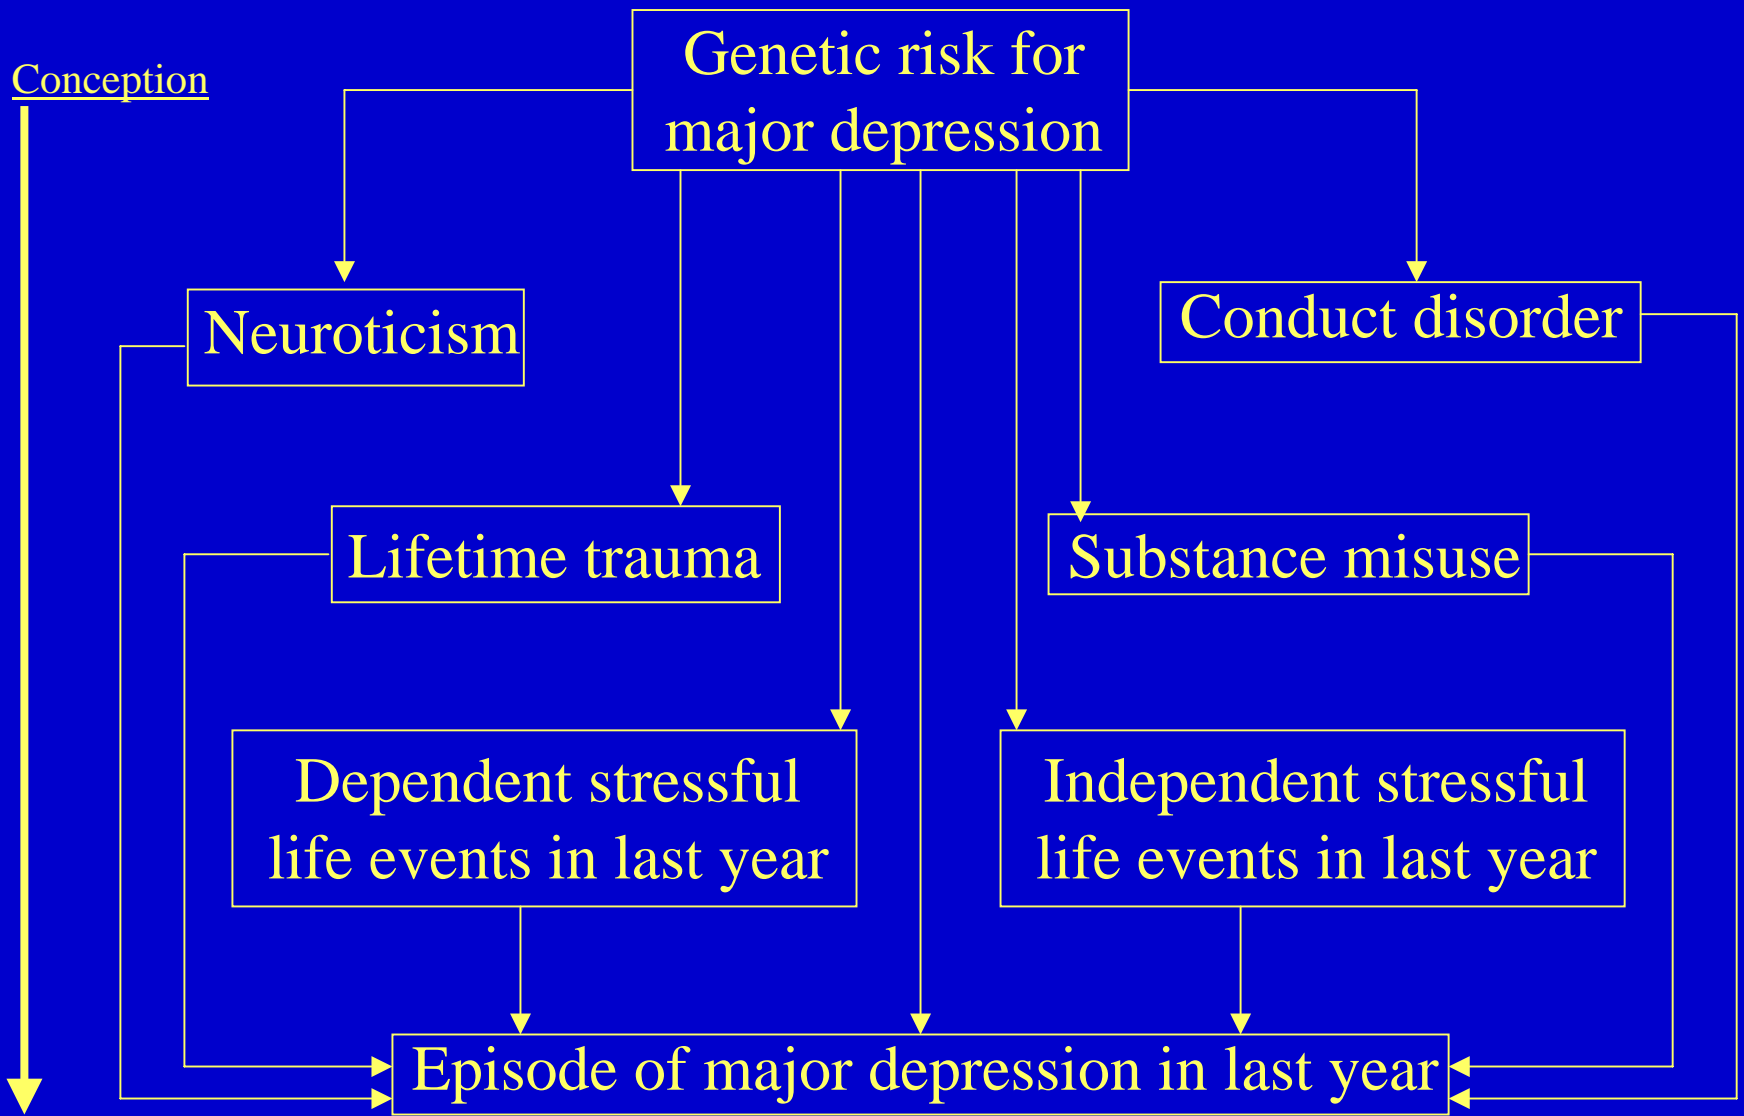 Conception
Genetic risk for
major depression
Neuroticism
Conduct disorder
Lifetime trauma
Substance misuse
Dependent stressful
life events in last year
Independent stressful
life events in last year
Episode of major depression in last year